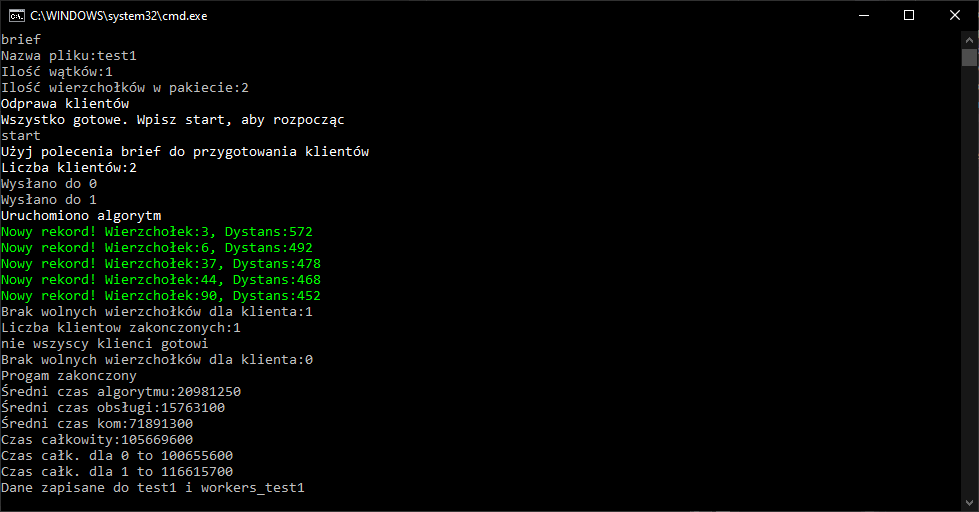 C:\WINDOWS\system32\cmd.exe
brief
Nazwa pliku:test1
Ilość wątków:1
Ilość wierzchołków w pakiecie:2
Odprawa klientów
Wszystko gotowe. Wpisz start, aby rozpocząc
start
Użyj polecenia brief do przygotowania klientów
Liczba klientów:2
Wysłano do 0
Wysłano do 1
Uruchomiono algorytm
Nowy rekord! Wierzchołek:3, Dystans:572
Nowy rekord! Wierzchołek:6, Dystans:492
Nowy rekord! Wierzchołek:37, Dystans:478
Nowy rekord! Wierzchołek:44, Dystans:468
Nowy rekord! Wierzchołek:90, Dystans:452
Brak wolnych wierzchołków dla klienta:1
Liczba klientow zakonczonych:1
nie wszyscy klienci gotowi
Brak wolnych wierzchołków dla klienta:0
Progam zakonczony
Średni czas algorytmu:20981250
Średni czas obsługi:15763100
Średni czas kom:71891300
Czas całkowity:105669600
Czas całk. dla 0 to 100655600
Czas całk. dla 1 to 116615700
Dane zapisane do test1 i workers_test1